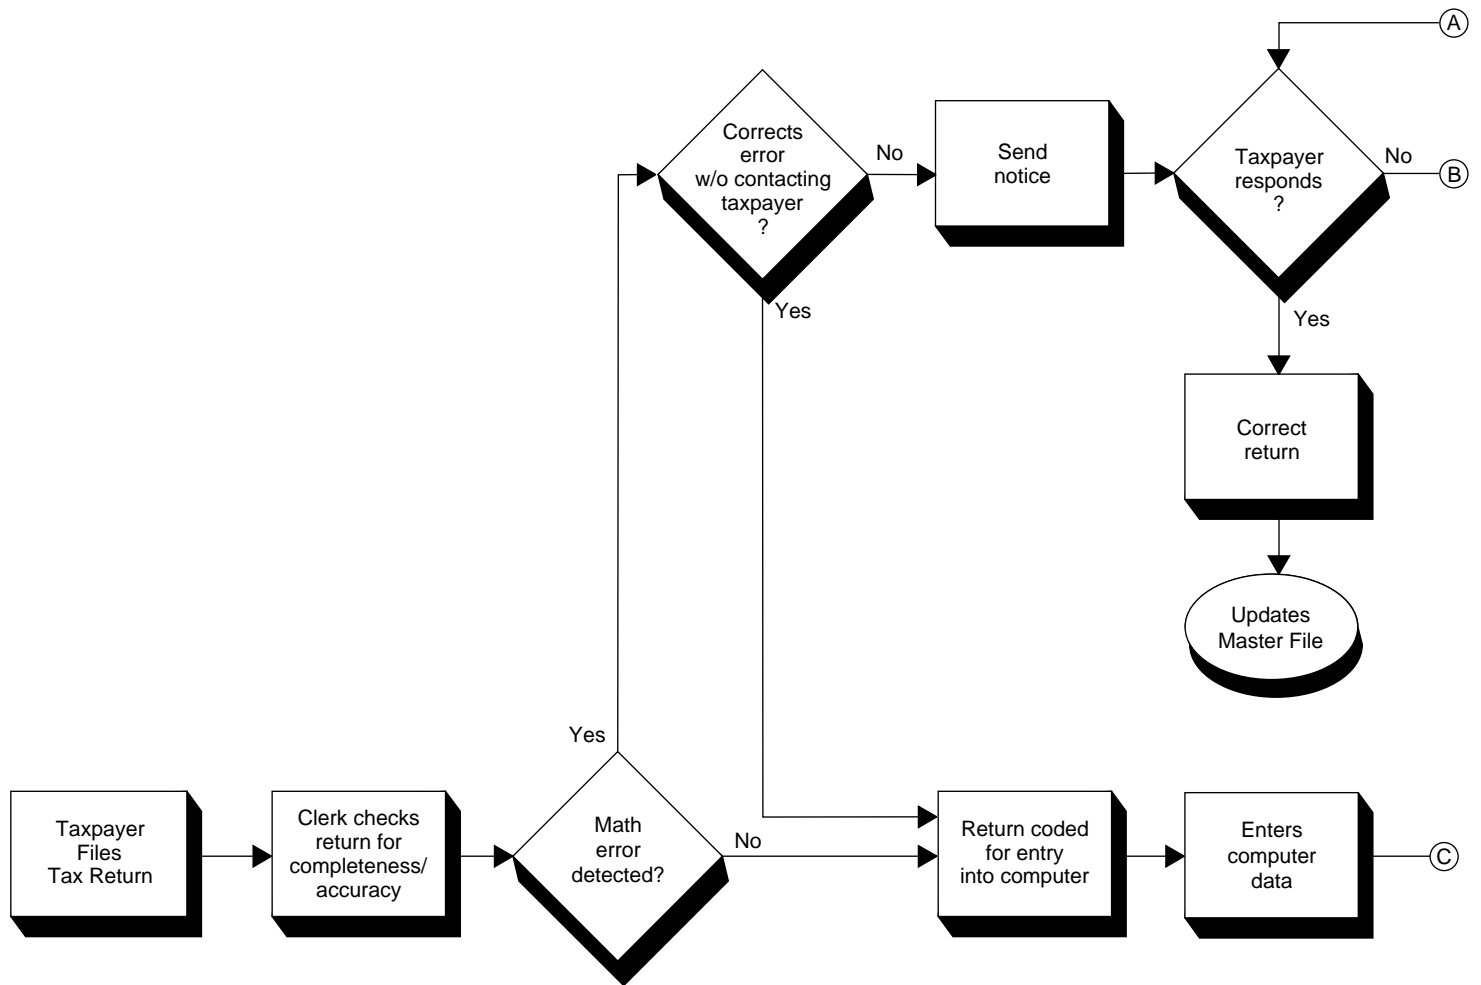 A
Corrects
error
w/o contacting
taxpayer
?
No
Send
notice
Taxpayer
responds
?
No
B
Yes
Yes
Correct
return
Updates
Master File
Yes
Taxpayer
Files
Tax Return
Clerk checks
return for
completeness/
accuracy
Math
error
detected?
No
Return coded
for entry
into computer
Enters
computer
data
C